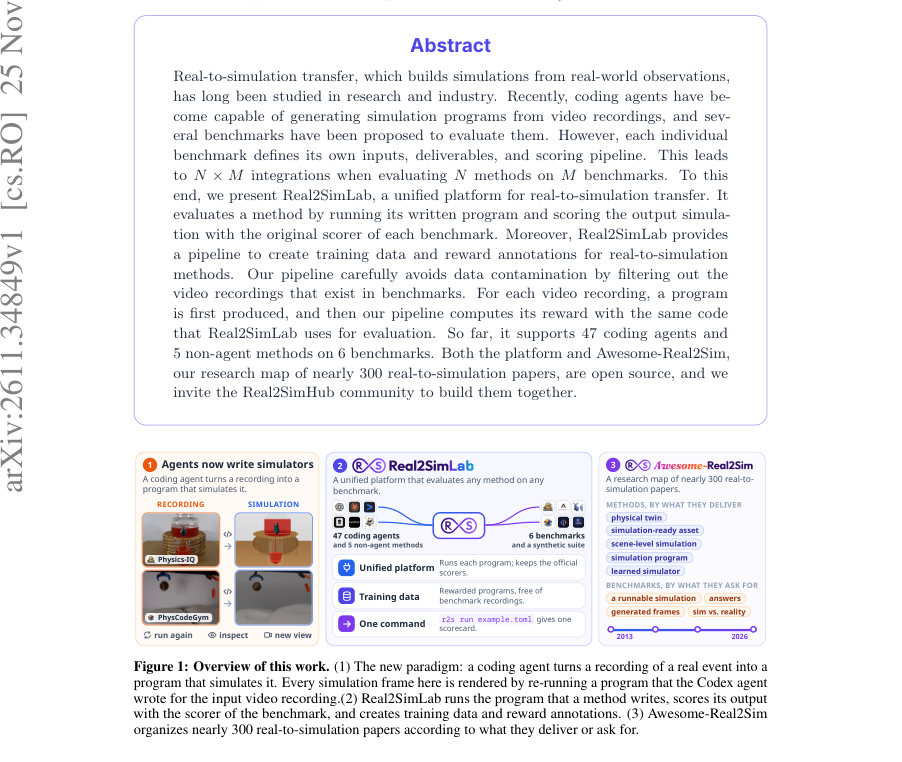 arXiv:2611.34849v1 [cs.RO] 25 Nov
Abstract
Real-to-simulation transfer, which builds simulations from real-world observations,
has long been studied in research and industry. Recently, coding agents have be-
come capable of generating simulation programs from video recordings, and sev-
eral benchmarks have been proposed to evaluate them. However, each individual
benchmark defines its own inputs, deliverables, and scoring pipeline. This leads
to N × M integrations when evaluating N methods on M benchmarks. To this
end, we present Real2SimLab, a unified platform for real-to-simulation transfer. It
evaluates a method by running its written program and scoring the output simula-
tion with the original scorer of each benchmark. Moreover, Real2SimLab provides
a pipeline to create training data and reward annotations for real-to-simulation
methods. Our pipeline carefully avoids data contamination by filtering out the
video recordings that exist in benchmarks. For each video recording, a program
is first produced, and then our pipeline computes its reward with the same code
that Real2SimLab uses for evaluation. So far, it supports 47 coding agents and
5 non-agent methods on 6 benchmarks. Both the platform and Awesome-Real2Sim,
our research map of nearly 300 real-to-simulation papers, are open source, and we
invite the Real2SimHub community to build them together.
1 Agents now write simulators
A coding agent turns a recording into a
program that simulates it.
RECORDING SIMULATION
</>
Physics-IQ
</>
PhysCodeGym
run again inspect new view
2 R S Real2SimLab
A unified platform that evaluates any method on any
benchmark.
R S
47 coding agents
and 5 non-agent methods
6 benchmarks
and a synthetic suite
Unified platform Runs each program; keeps the official
scorers.
Training data Rewarded programs, free of
benchmark recordings.
One command r2s run example.toml gives one
scorecard.
3 R S Awesome-Real2Sim
A research map of nearly 300 real-to-
simulation papers.
METHODS, BY WHAT THEY DELIVER
physical twin
simulation-ready asset
scene-level simulation
simulation program
learned simulator
BENCHMARKS, BY WHAT THEY ASK FOR
a runnable simulation answers
generated frames sim vs. reality
2013 2026
Figure 1: Overview of this work. (1) The new paradigm: a coding agent turns a recording of a real event into a
program that simulates it. Every simulation frame here is rendered by re-running a program that the Codex agent
wrote for the input video recording.(2) Real2SimLab runs the program that a method writes, scores its output
with the scorer of the benchmark, and creates training data and reward annotations. (3) Awesome-Real2Sim
organizes nearly 300 real-to-simulation papers according to what they deliver or ask for.